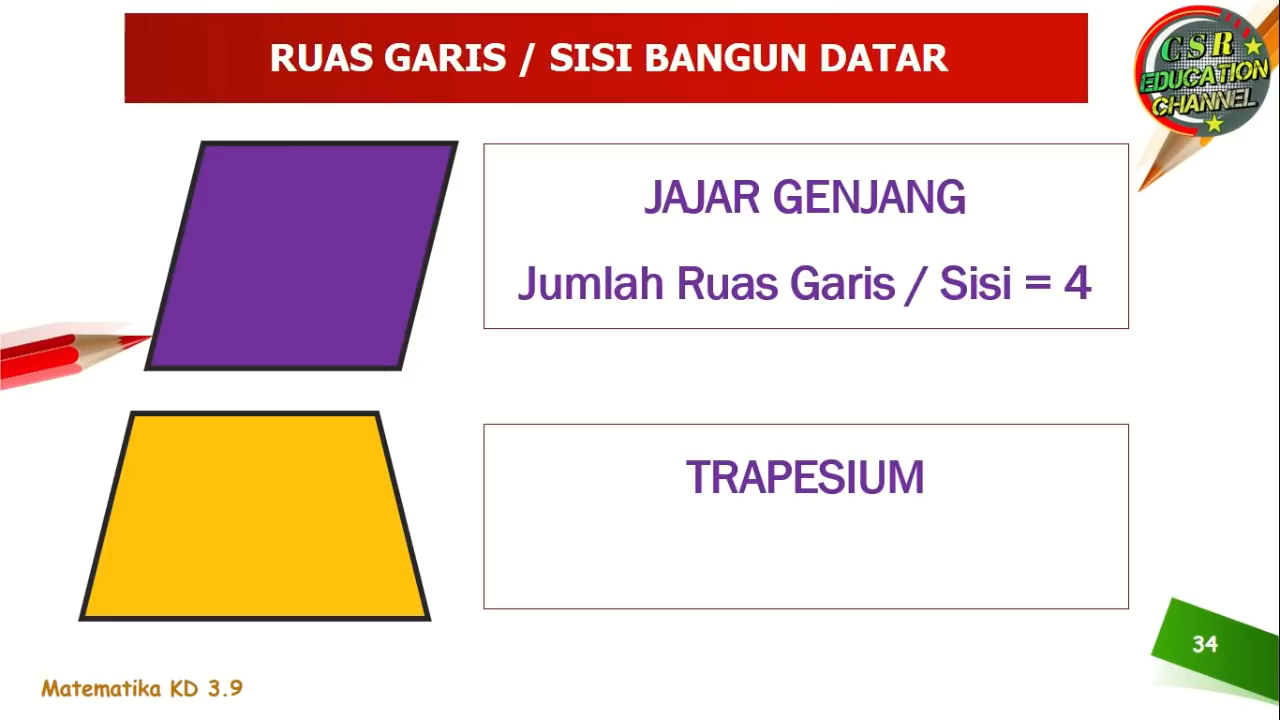 RUAS GARIS / SISI BANGUN DATAR
CSR
EDUCATION
CHANNEL
JAJAR GENJANG
Jumlah Ruas Garis / Sisi = 4
TRAPESIUM
34
Matematika KD 3.9